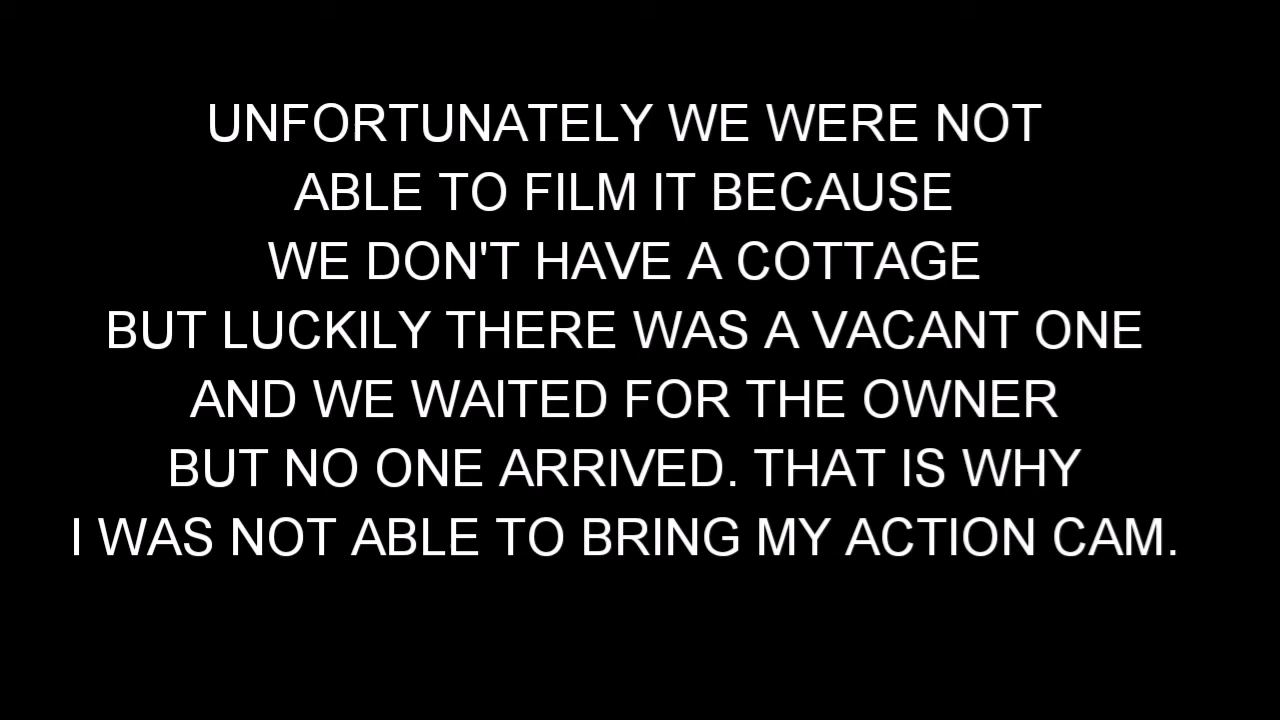 UNFORTUNATELY WE WERE NOT
ABLE TO FILM IT BECAUSE
WE DON'T HAVE A COTTAGE
BUT LUCKILY THERE WAS A VACANT ONE
AND WE WAITED FOR THE OWNER
BUT NO ONE ARRIVED. THAT IS WHY
I WAS NOT ABLE TO BRING MY ACTION CAM.